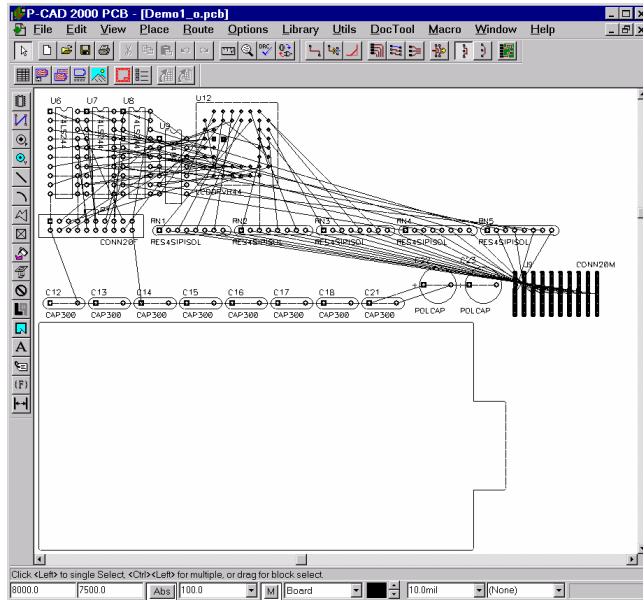 P-CAD 2000 PCB - [Demo1_o.pcb]
File Edit View Place Route Options Library Utils DocTool Macro Window Help
DRC
U6 U7 U8 U12
U9
CONN20F
RN1 RN2 RN3 RN4 RN5
RES4SIPISOL RES4SIPISOL RES4SIPISOL RES4SIPISOL RES4SIPISOL
CONN20M
C12 C13 C14 C15 C16 C17 C18 C21
CAP300 CAP300 CAP300 CAP300 CAP300 CAP300 CAP300 CAP300
POLCAP POLCAP
A
(F)
Click <Left> to single Select, <Ctrl><Left> for multiple, or drag for block select.
8000.0 7500.0 Abs 100.0 M Board 10.0mil (None)